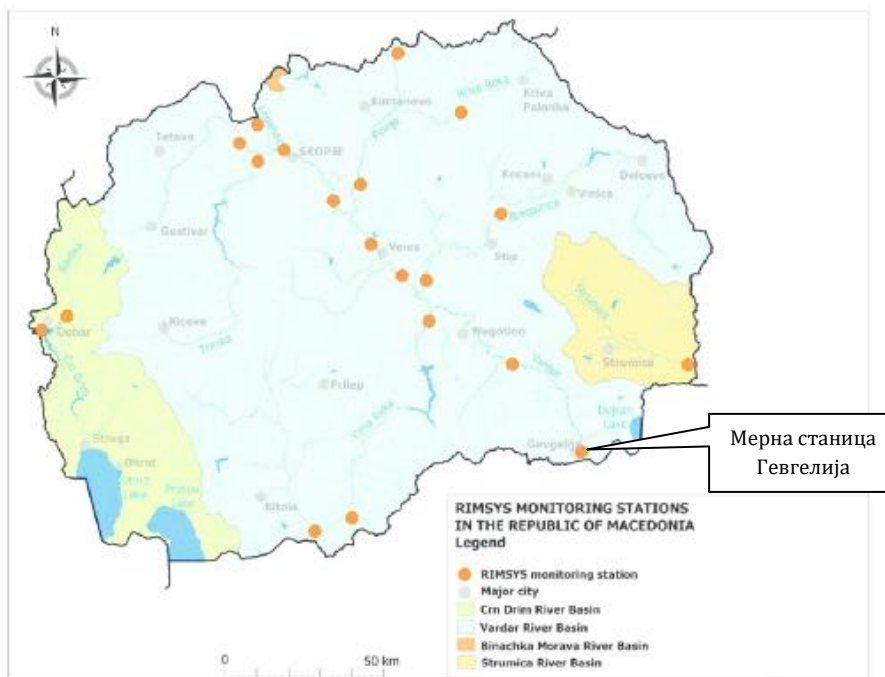 N
Kumanovo
Kriva Reka
Kriva
Palanka
Pcinja
Tetovo
SKOPJE
Kocani
Delcevo
Vinica
Bregalnica
Gostivar
Veles
Stip
Radika
Strumica
Debar
Kicevo
Treska
Negotino
Strumica
Crn Drim
Prilep
Vardar
Crna Reka
Dojran
Lake
Struga
Gevgelija
Мерна станица
Гевгелија
Ohrid
Ohrid
Lake
Prespa
Lake
Bitola
RIMSYS MONITORING STATIONS
IN THE REPUBLIC OF MACEDONIA
Legend
RIMSYS monitoring station
Major city
Crn Drim River Basin
Vardar River Basin
Binachka Morava River Basin
Strumica River Basin
0 50 km